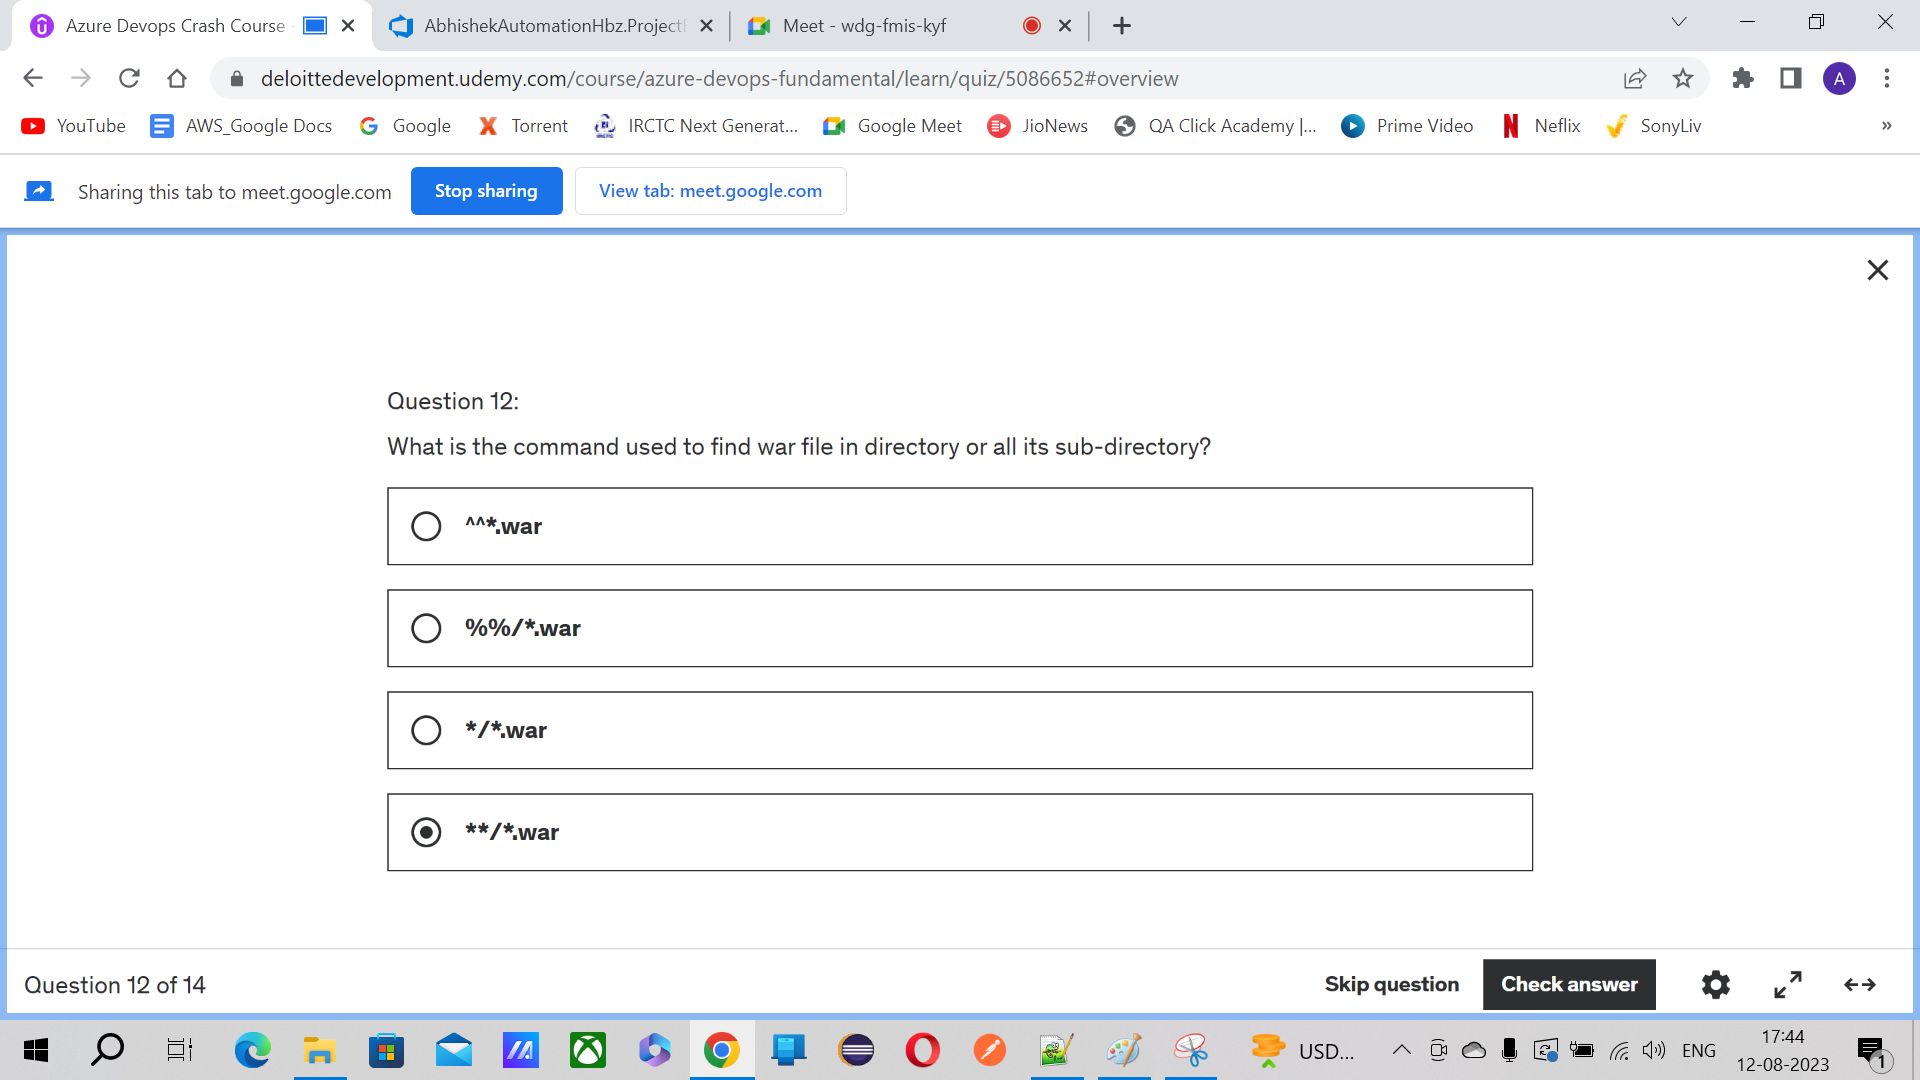 Azure Devops Crash Course
AbhishekAutomationHbz.Project
Meet - wdg-fmis-kyf
deloittedevelopment.udemy.com/course/azure-devops-fundamental/learn/quiz/5086652#overview
A
YouTube
AWS_Google Docs
Google
Torrent
IRCTC Next Generat...
Google Meet
JioNews
QA Click Academy |...
Prime Video
Neflix
SonyLiv
»
Sharing this tab to meet.google.com
Stop sharing
View tab: meet.google.com
Question 12:
What is the command used to find war file in directory or all its sub-directory?
^^*.war
%%/*.war
*/*.war
**/*.war
Question 12 of 14
Skip question
Check answer
USD...
ENG
17:44
12-08-2023
1